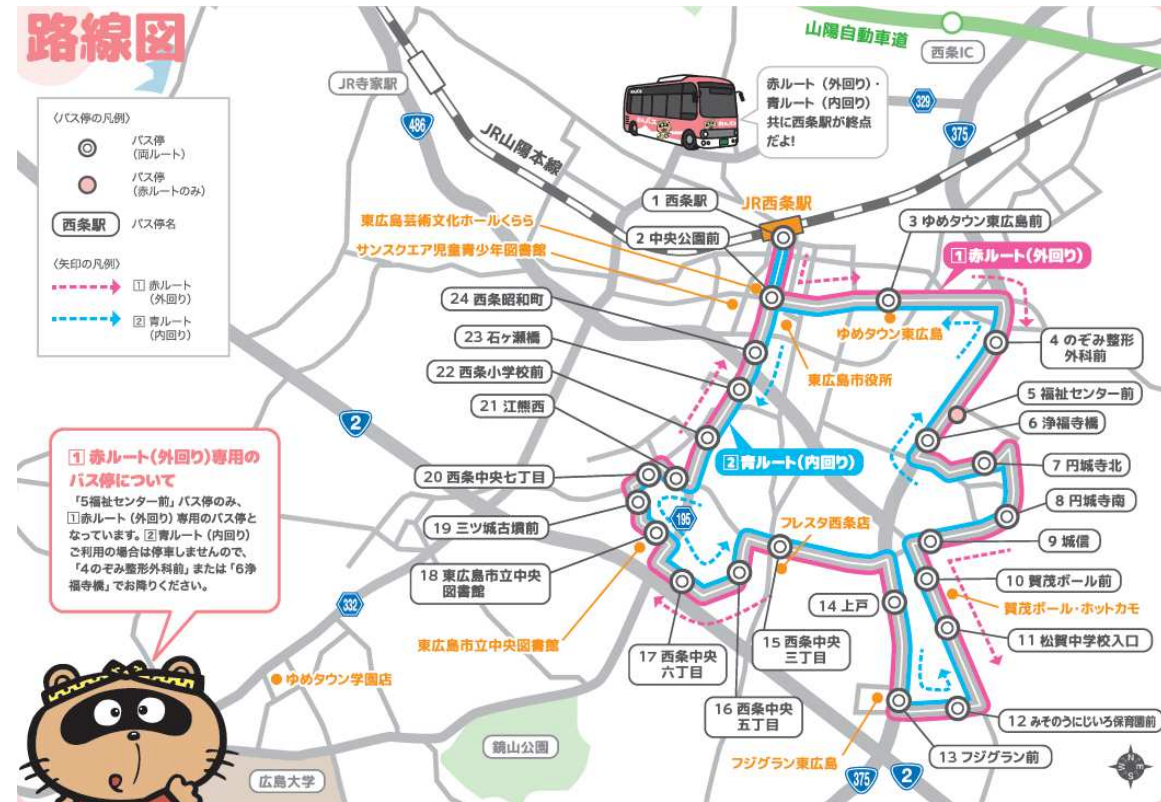 路線図
山陽自動車道
西条IC
JR寺家駅
486
JR山陽本線
329
375
赤ルート（外回り）・
青ルート（内回り）
共に西条駅が終点
だよ！
〈バス停の凡例〉
バス停
（両ルート）
バス停
（赤ルートのみ）
西条駅
バス停名
〈矢印の凡例〉
1 赤ルート
（外回り）
2 青ルート
（内回り）
1 西条駅
JR西条駅
東広島芸術文化ホールくらら
2 中央公園前
サンスクエア児童青少年図書館
3 ゆめタウン東広島前
1 赤ルート（外回り）
24 西条昭和町
23 石ヶ瀬橋
22 西条小学校前
21 江熊西
20 西条中央七丁目
19 三ツ城古墳前
18 東広島市立中央
図書館
ゆめタウン東広島
東広島市役所
4 のぞみ整形
外科前
5 福祉センター前
6 浄福寺橋
7 円城寺北
8 円城寺南
9 城信
10 賀茂ボール前
賀茂ボール・ホットカモ
11 松賀中学校入口
12 みそのうにじいろ保育園前
13 フジグラン前
14 上戸
15 西条中央
三丁目
16 西条中央
五丁目
17 西条中央
六丁目
2 青ルート（内回り）
195
フレスタ西条店
2
1 赤ルート（外回り）専用の
バス停について
「5福祉センター前」バス停のみ、
1赤ルート（外回り）専用のバス停と
なっています。2青ルート（内回り）
ご利用の場合は停車しませんので、
「4のぞみ整形外科前」または「6浄
福寺橋」でお降りください。
332
東広島市立中央図書館
ゆめタウン学園店
鏡山公園
広島大学
フジグラン東広島
375
2
N
E
S
W